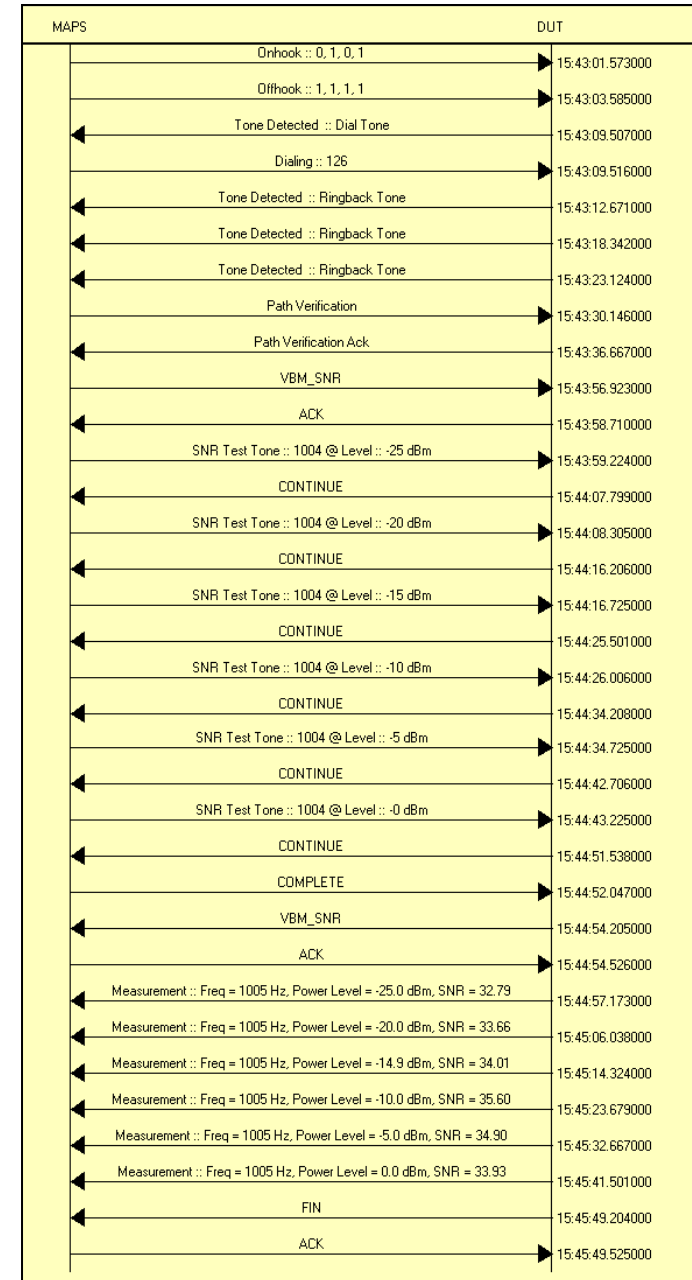 MAPS DUT
Onhook :: 0, 1, 0, 1
15:43:01.573000
Offhook :: 1, 1, 1, 1
15:43:03.585000
Tone Detected :: Dial Tone
15:43:09.507000
Dialing :: 126
15:43:09.516000
Tone Detected :: Ringback Tone
15:43:12.671000
Tone Detected :: Ringback Tone
15:43:18.342000
Tone Detected :: Ringback Tone
15:43:23.124000
Path Verification
15:43:30.146000
Path Verification Ack
15:43:36.667000
VBM_SNR
15:43:56.923000
ACK
15:43:58.710000
SNR Test Tone :: 1004 @ Level :: -25 dBm
15:43:59.224000
CONTINUE
15:44:07.799000
SNR Test Tone :: 1004 @ Level :: -20 dBm
15:44:08.305000
CONTINUE
15:44:16.206000
SNR Test Tone :: 1004 @ Level :: -15 dBm
15:44:16.725000
CONTINUE
15:44:25.501000
SNR Test Tone :: 1004 @ Level :: -10 dBm
15:44:26.006000
CONTINUE
15:44:34.208000
SNR Test Tone :: 1004 @ Level :: -5 dBm
15:44:34.725000
CONTINUE
15:44:42.706000
SNR Test Tone :: 1004 @ Level :: -0 dBm
15:44:43.225000
CONTINUE
15:44:51.538000
COMPLETE
15:44:52.047000
VBM_SNR
15:44:54.205000
ACK
15:44:54.526000
Measurement :: Freq = 1005 Hz, Power Level = -25.0 dBm, SNR = 32.79
15:44:57.173000
Measurement :: Freq = 1005 Hz, Power Level = -20.0 dBm, SNR = 33.66
15:45:06.038000
Measurement :: Freq = 1005 Hz, Power Level = -14.9 dBm, SNR = 34.01
15:45:14.324000
Measurement :: Freq = 1005 Hz, Power Level = -10.0 dBm, SNR = 35.60
15:45:23.679000
Measurement :: Freq = 1005 Hz, Power Level = -5.0 dBm, SNR = 34.90
15:45:32.667000
Measurement :: Freq = 1005 Hz, Power Level = 0.0 dBm, SNR = 33.93
15:45:41.501000
FIN
15:45:49.204000
ACK
15:45:49.525000